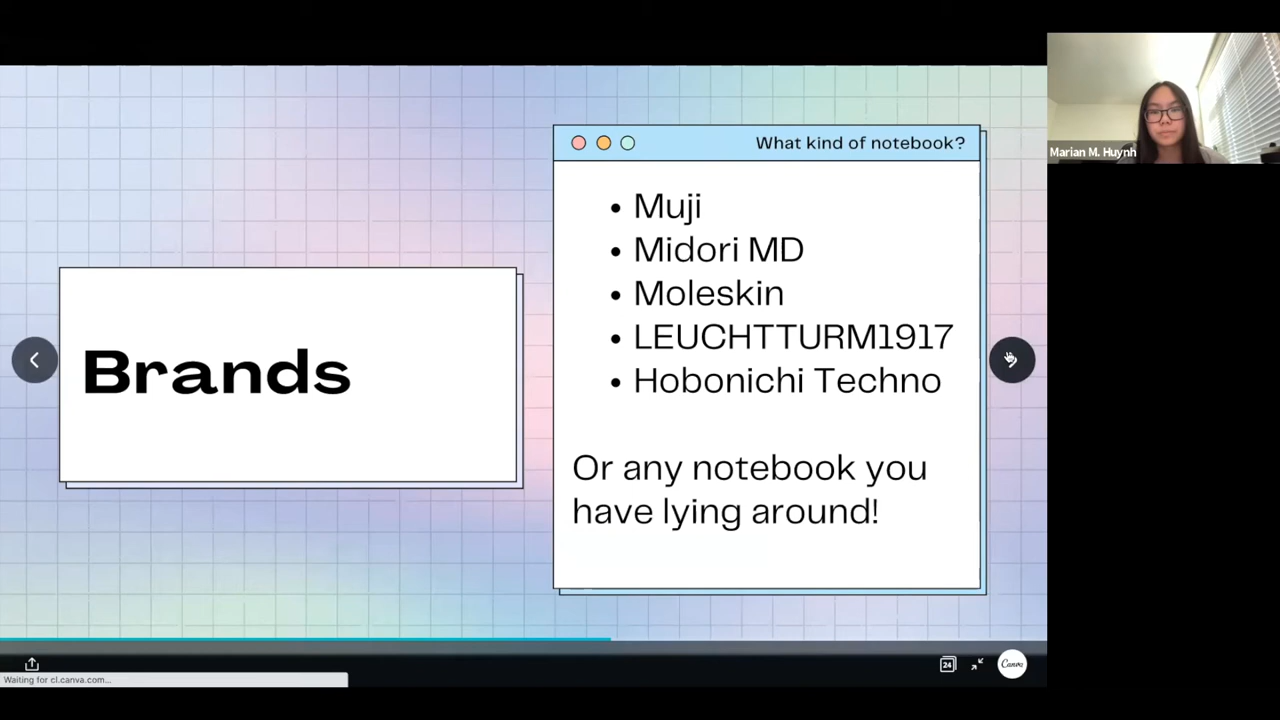 What kind of notebook?
Marian M. Huynh
Muji
Midori MD
Moleskin
LEUCHTTURM1917
Hobonichi Techno
Brands
Or any notebook you
have lying around!
24
Canva
Waiting for cl.canva.com...